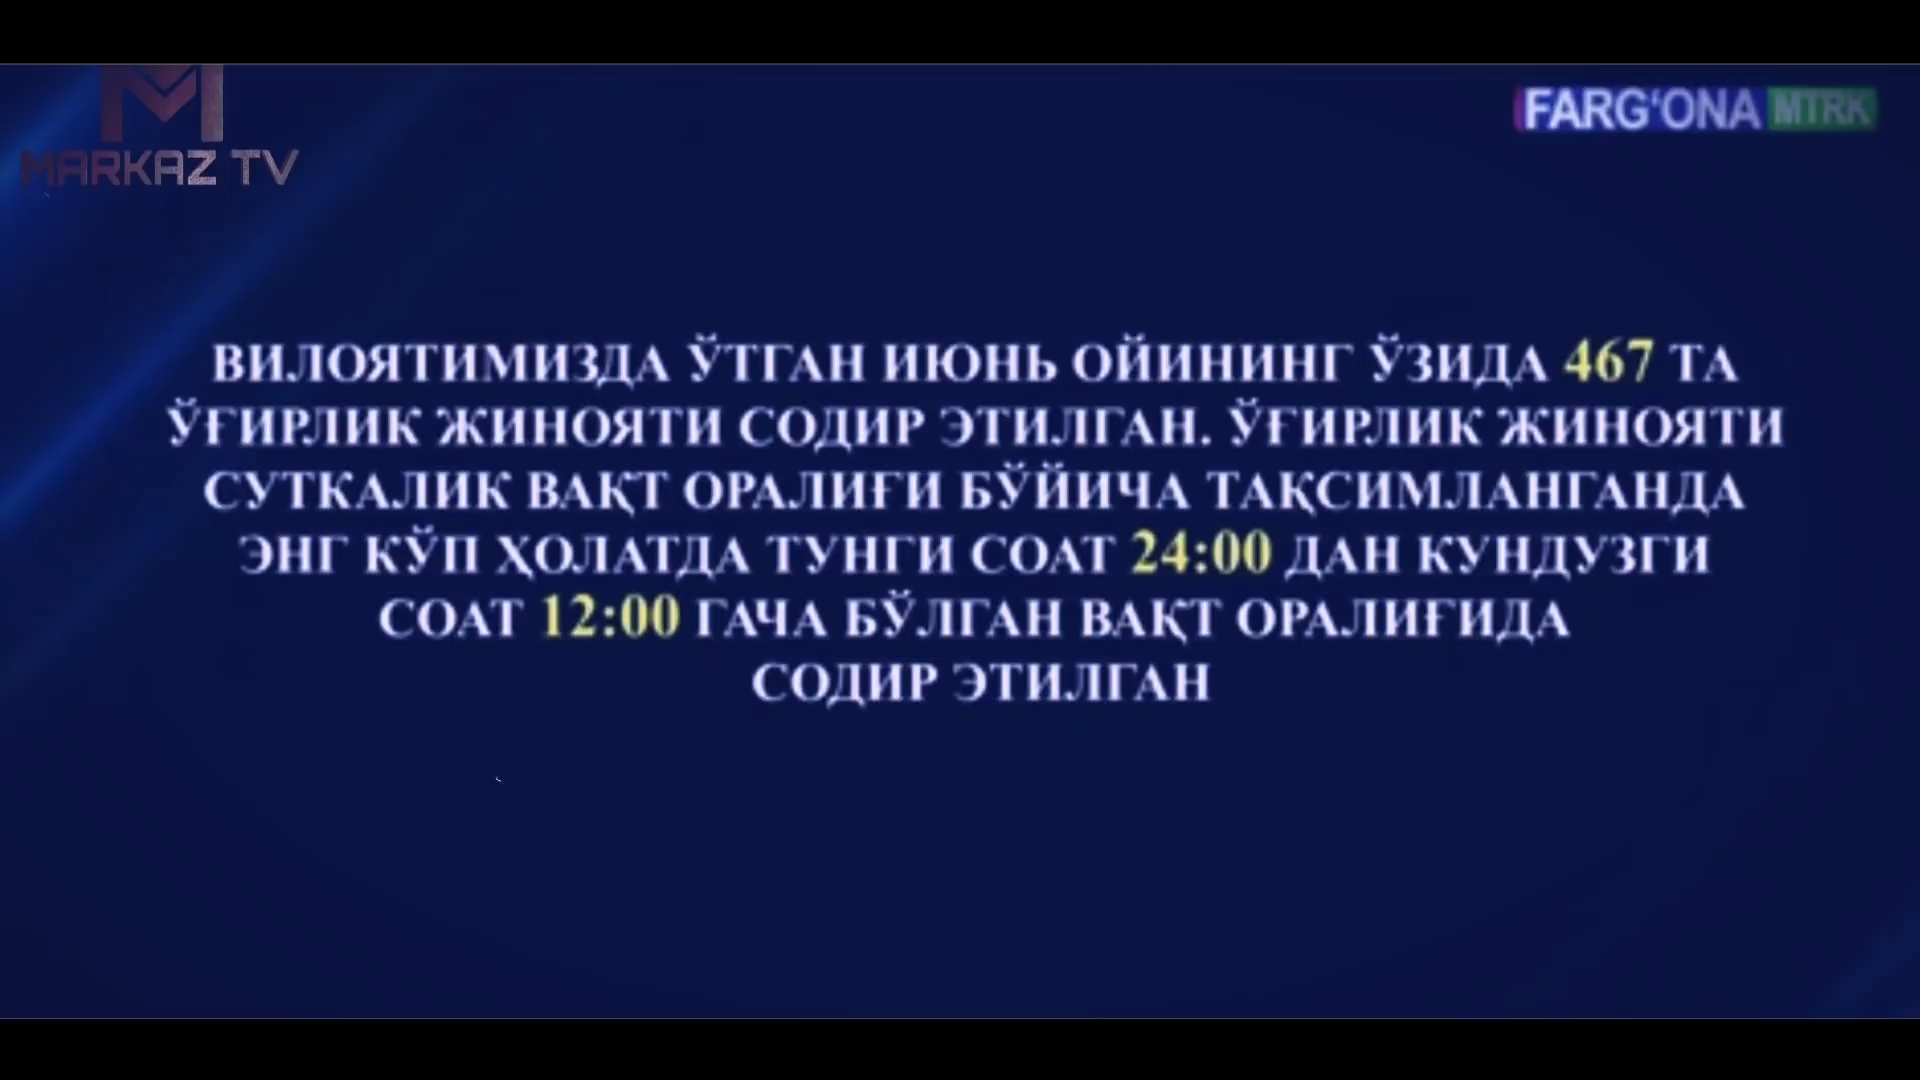 MARKAZ TV
FARG‘ONA MTRK
ВИЛОЯТИМИЗДА ЎТГАН ИЮНЬ ОЙИНИНГ ЎЗИДА 467 ТА
ЎҒИРЛИК ЖИНОЯТИ СОДИР ЭТИЛГАН. ЎҒИРЛИК ЖИНОЯТИ
СУТКАЛИК ВАҚТ ОРАЛИҒИ БЎЙИЧА ТАҚСИМЛАНГАНДА
ЭНГ КЎП ҲОЛАТДА ТУНГИ СОАТ 24:00 ДАН КУНДУЗГИ
СОАТ 12:00 ГАЧА БЎЛГАН ВАҚТ ОРАЛИҒИДА
СОДИР ЭТИЛГАН